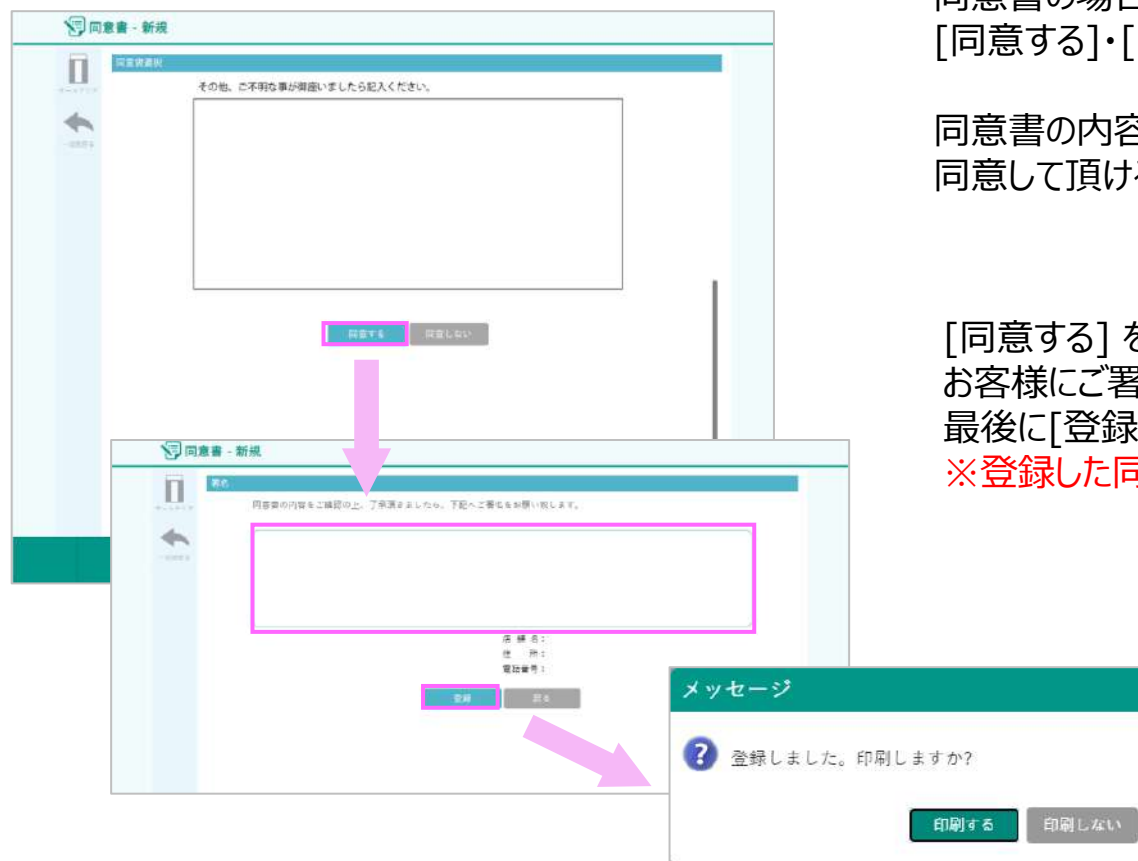 同意書 - 新規
同意書選択
その他、ご不明な事が御座いましたら記入ください。
同意する
同意しない
同意書の場合
[同意する]・[
同意書の内容
同意して頂け
[同意する] を
お客様にご署
最後に[登録
※登録した同
同意書 - 新規
署名
同意書の内容をご確認の上、了承頂きましたら、下記へご署名をお願い致します。
店 舗 名：
住 所：
電話番号：
登録
戻る
メッセージ
登録しました。印刷しますか?
印刷する
印刷しない